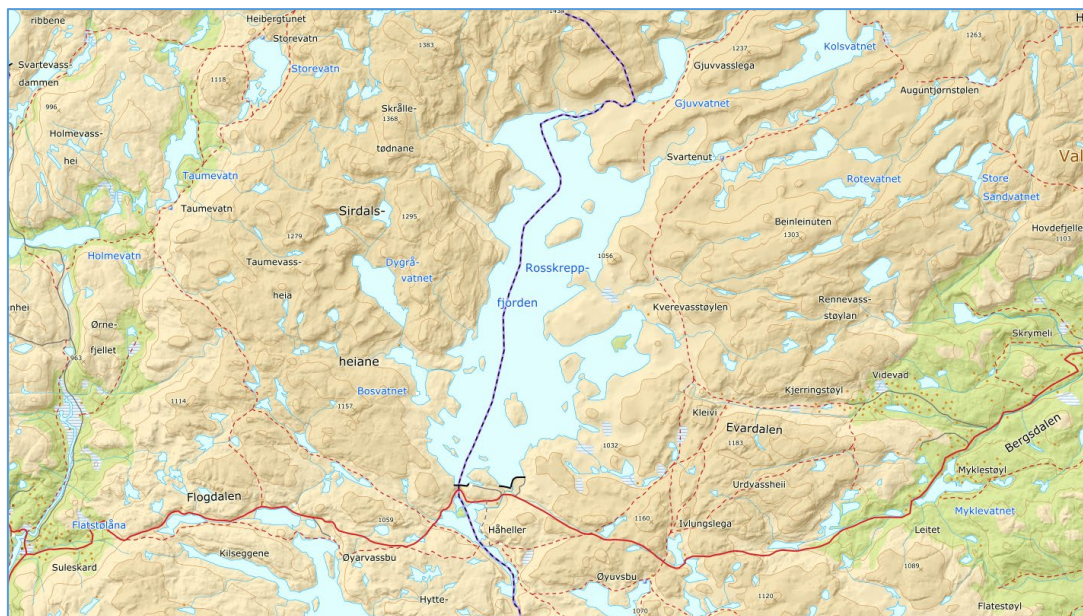 ribbene
Heibergtunet
1438
Storevatn
1383
1237
Kolsvatnet
1263
Svartevass-
dammen
Storevatn
1118
Gjuvvasslega
Auguntjørnstølen
996
Skrålle-
1368
Gjuvvatnet
Holmevass-
hei
tødnane
Svartenut
Taumevatn
Rotevatnet
Store
Sandvatnet
Taumevatn
Sirdals-
1295
Beinleinuten
1303
Hovdefjellet
1103
1279
Holmevatn
Taumevass-
heia
Dygrå-
vatnet
Rosskrepp-
1056
fjorden
Kverevasstøylen
Rennevass-
støylan
Ørne-
fjellet
963
Skrymeli
heiane
Videvad
Bosvatnet
Kjerringstøyl
1114
1157
Kleivi
Evardalen
Bergsdalen
1032
1183
Myklestøyl
Urdvassheii
Flogdalen
Myklevatnet
Flatstølåna
1059
Håheller
1160
Ivlungslega
Leitet
Kilseggene
Øyarvassbu
Suleskard
Øyuvsbu
1089
Hytte-
1070
1120
Flatestøyl